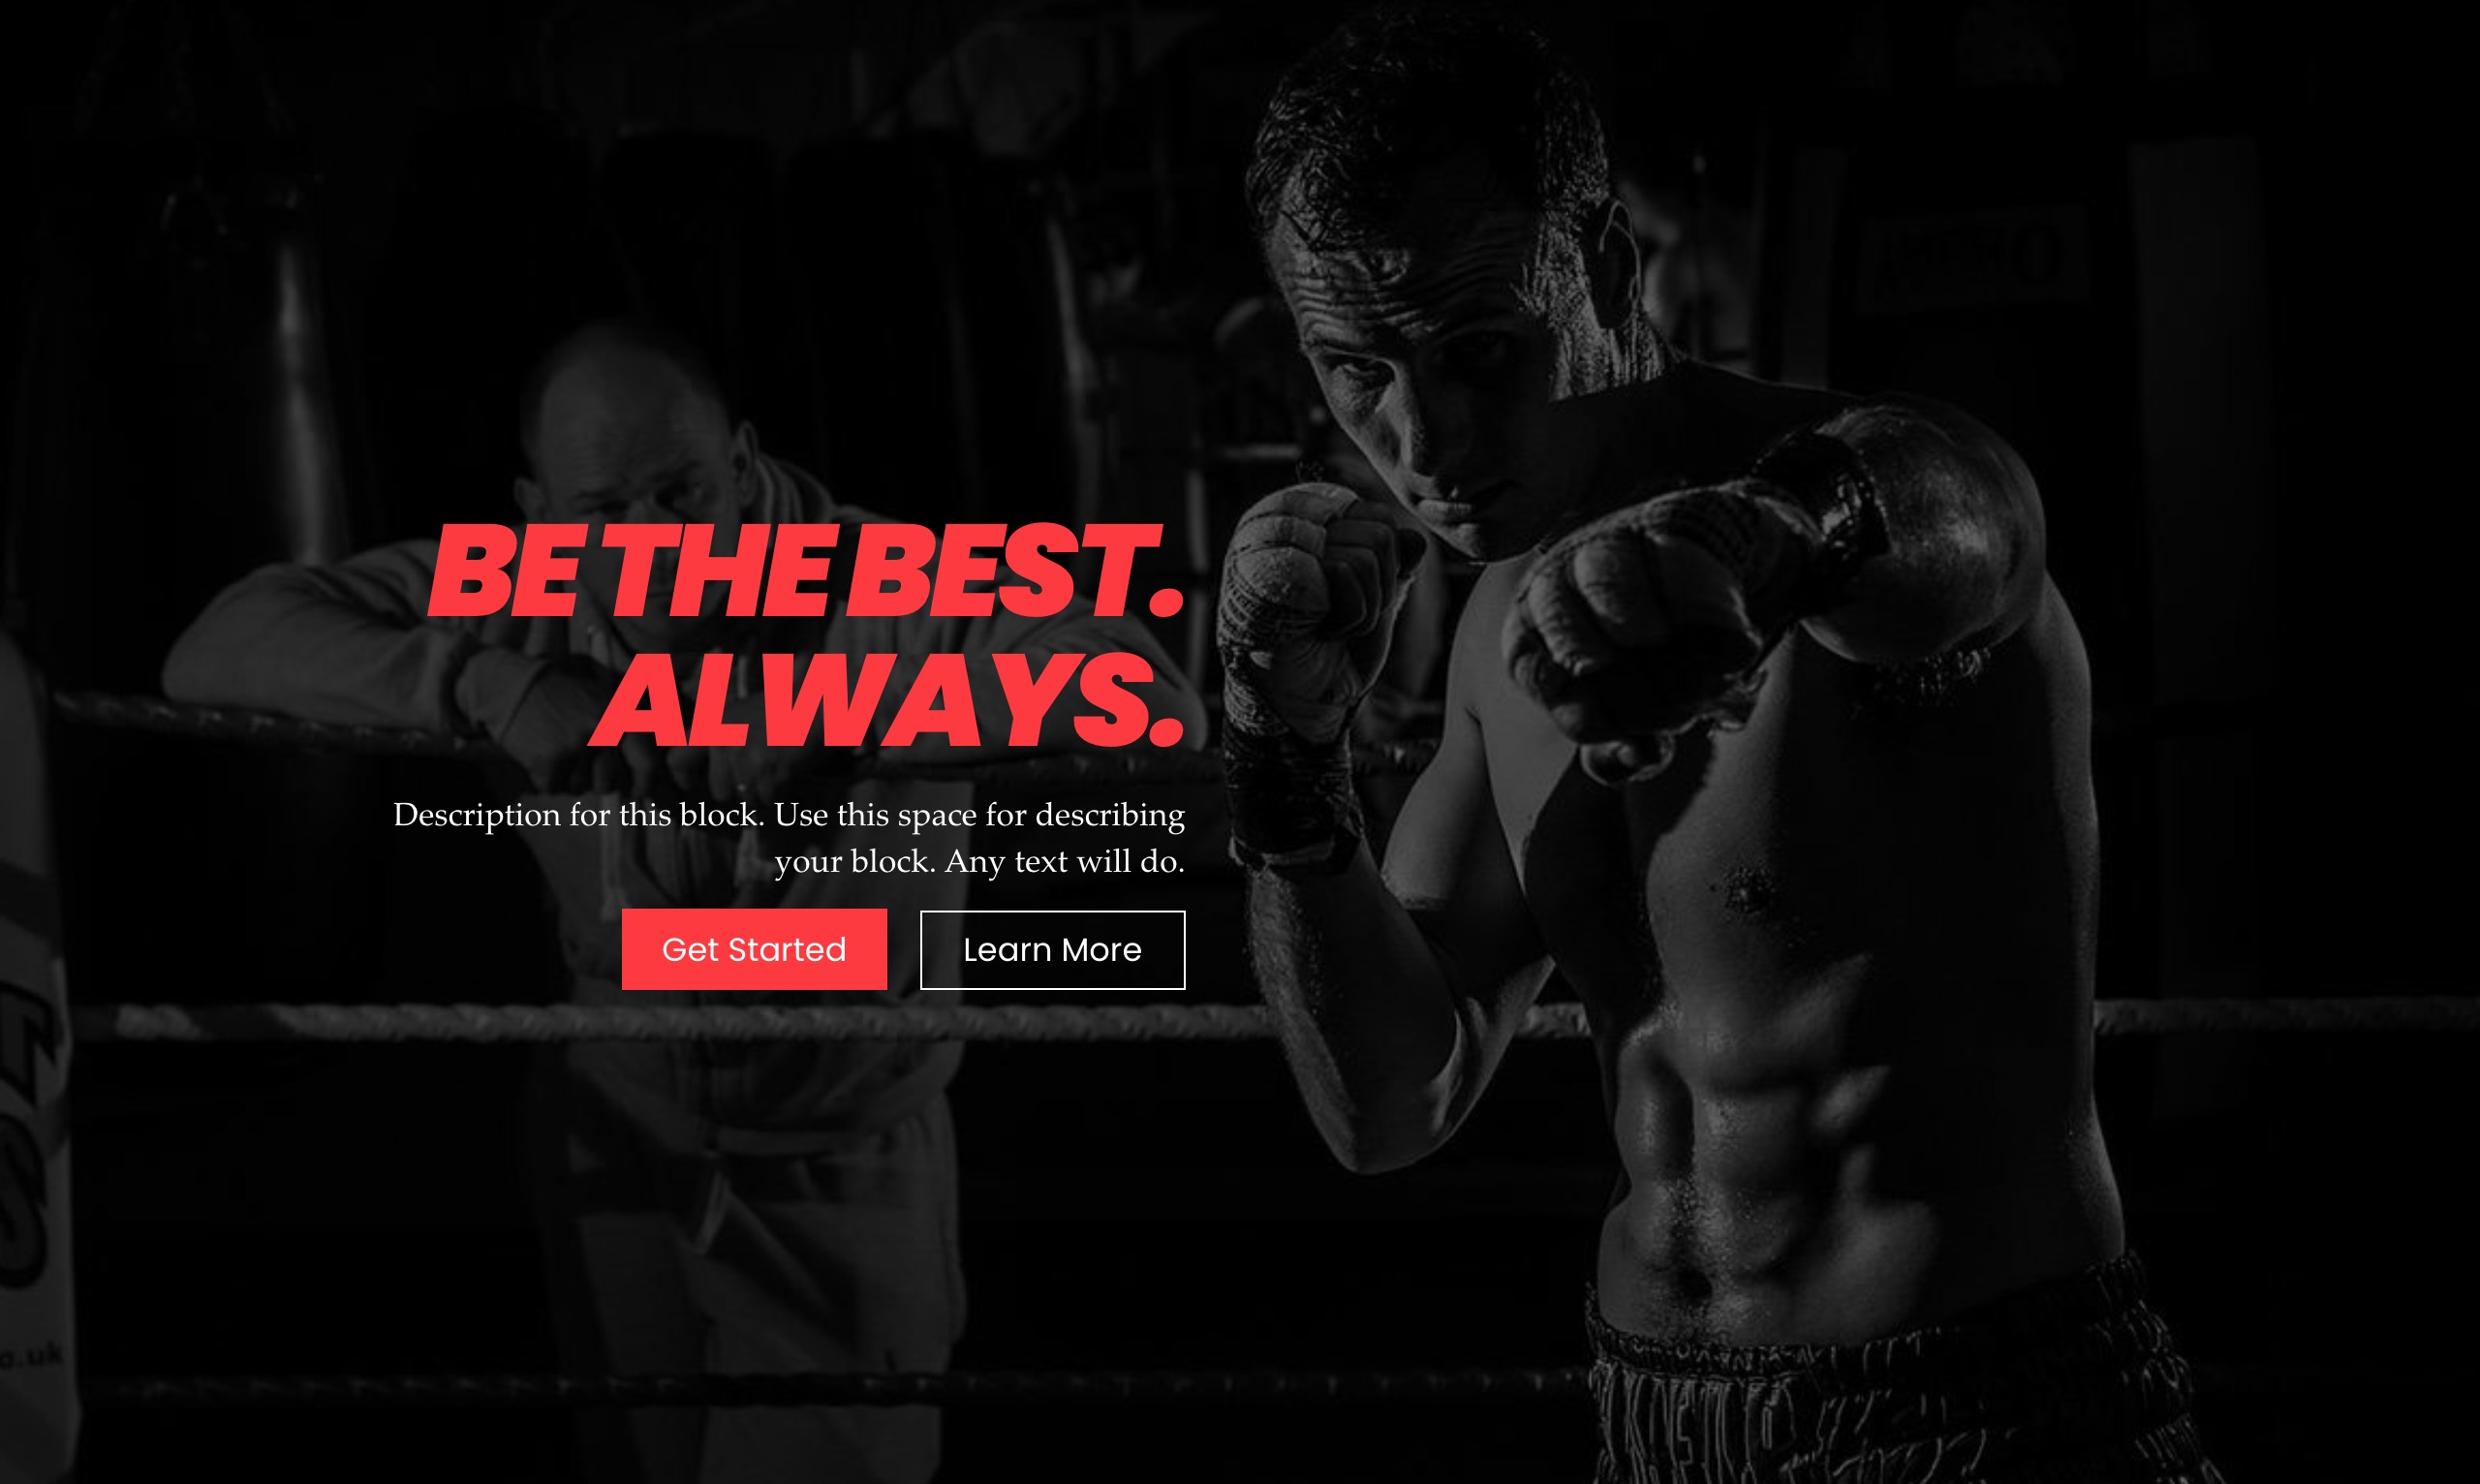 BE THE BEST.
ALWAYS.
Description for this block. Use this space for describing
your block. Any text will do.
Get Started
Learn More